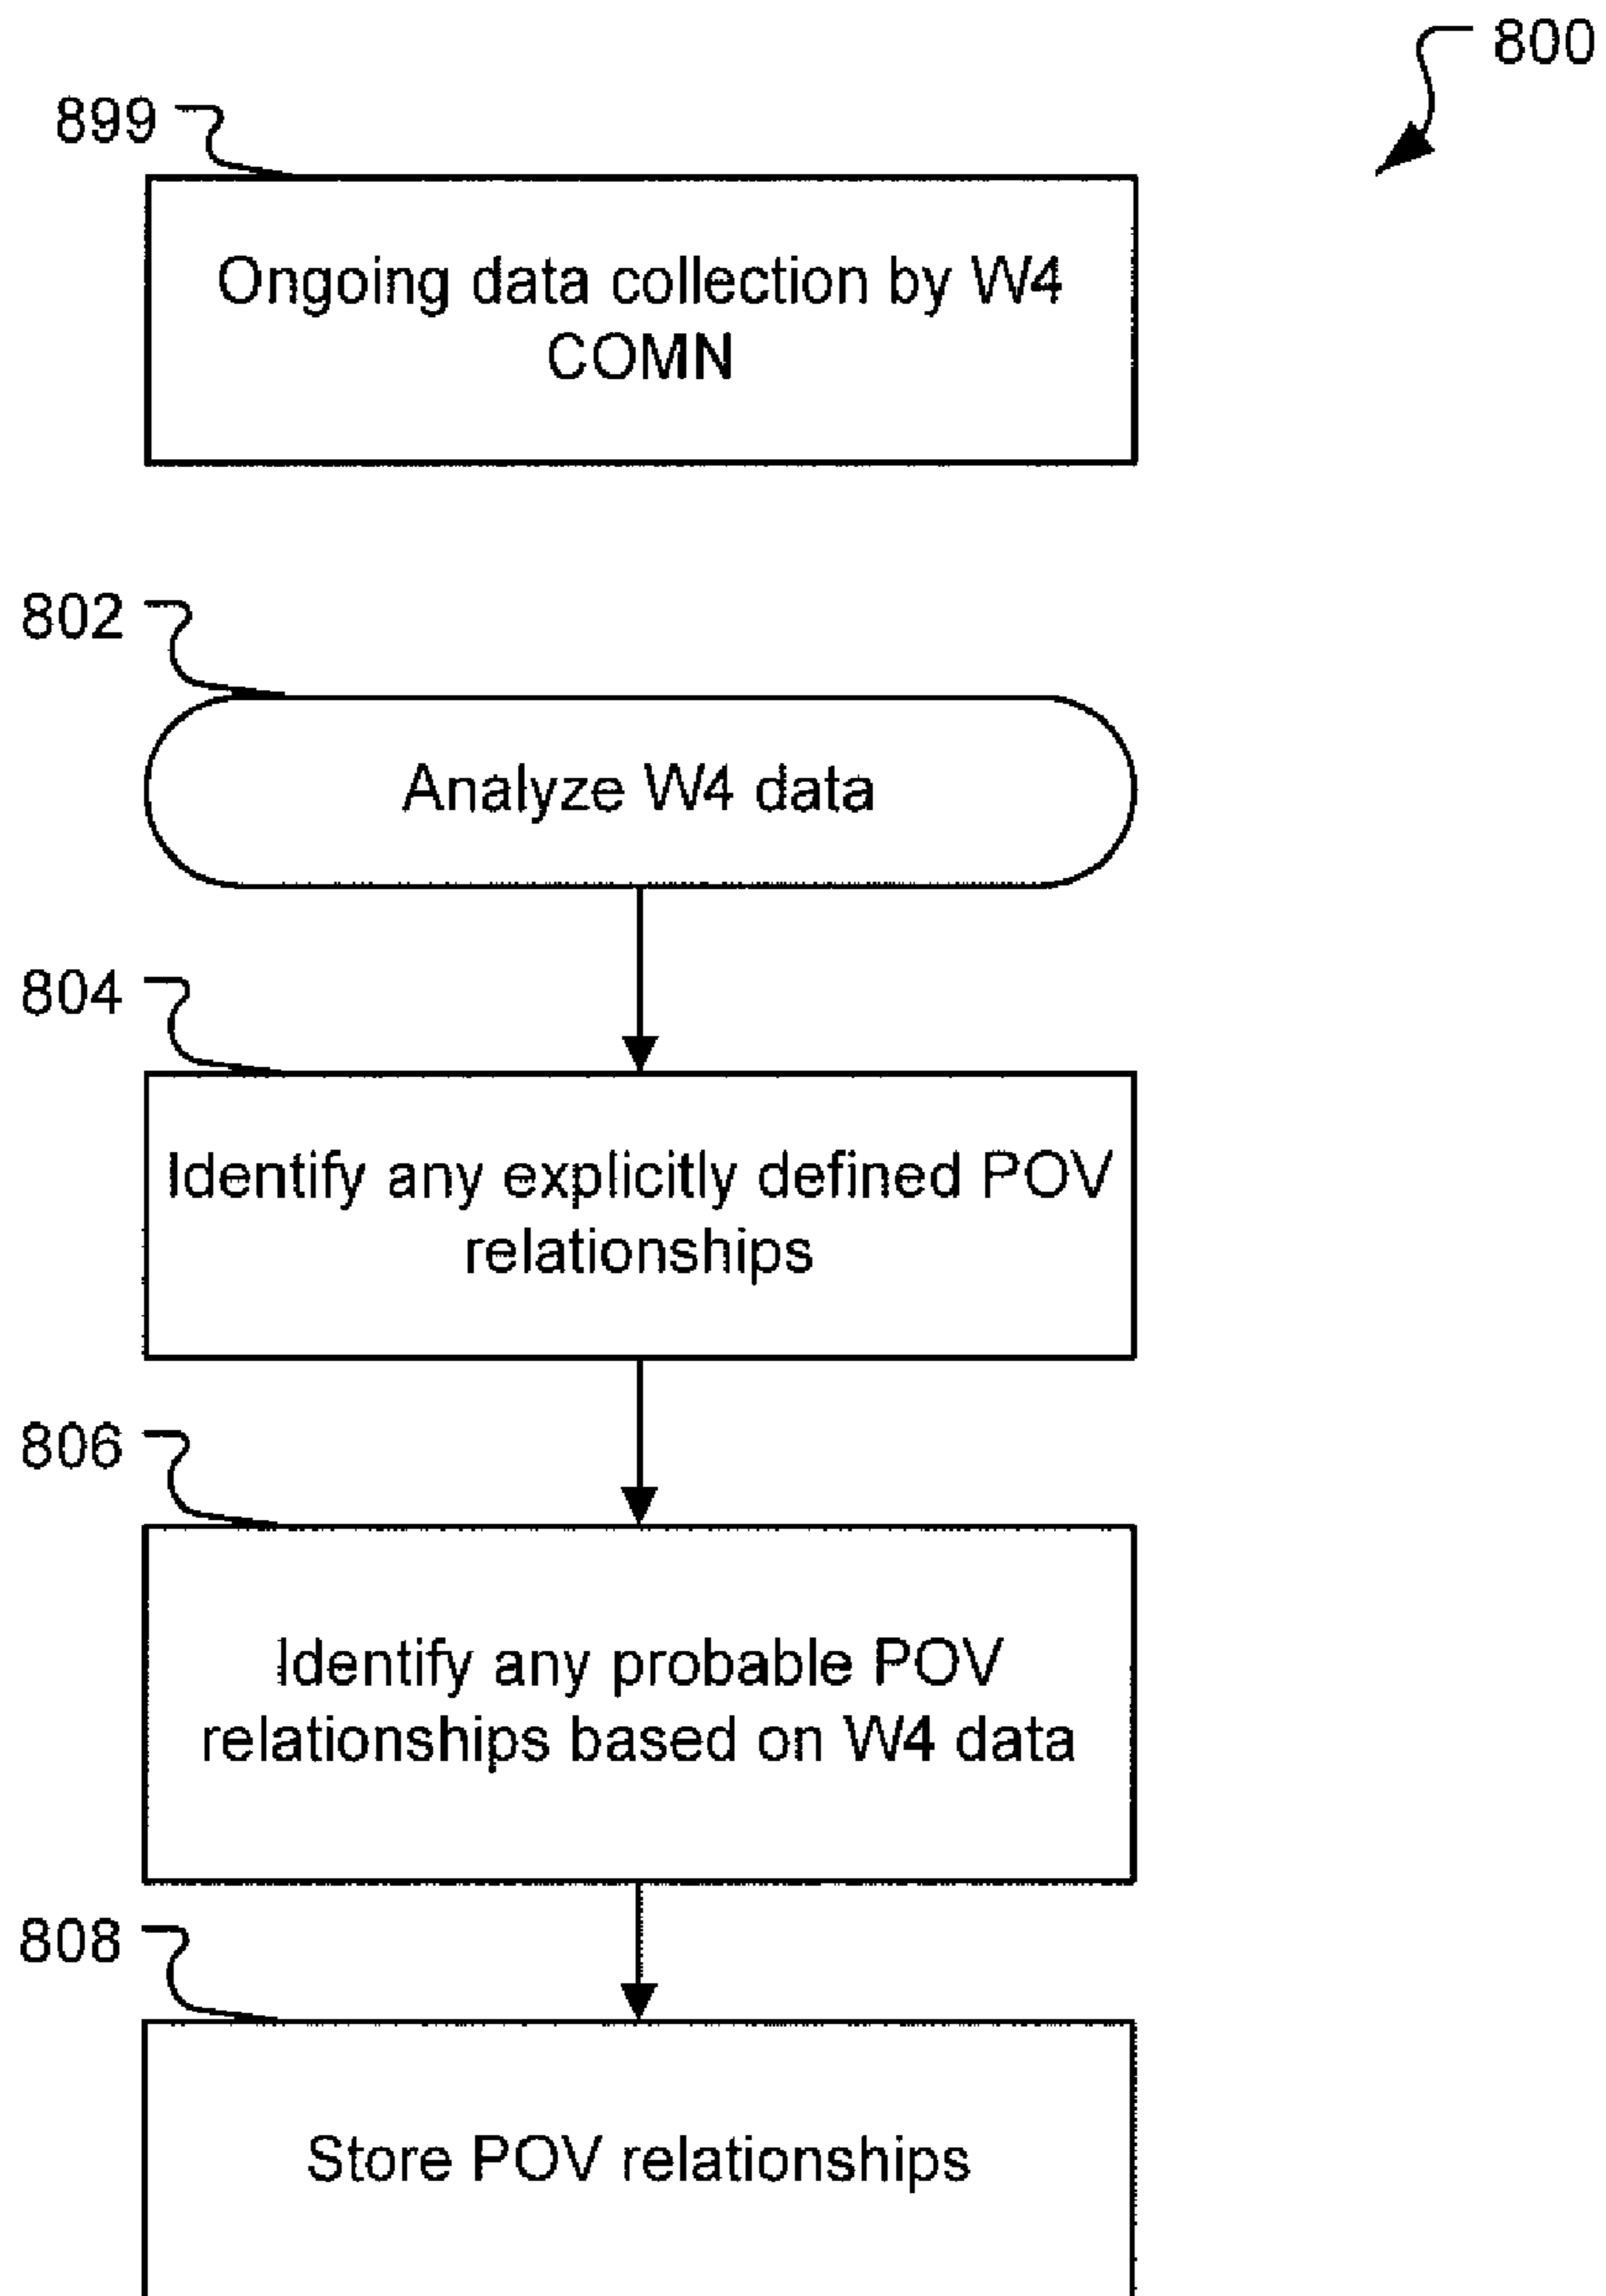 800
899
Ongoing data collection by W4
COMN
802
Analyze W4 data
804
Identify any explicitly defined POV
relationships
806
Identify any probable POV
relationships based on W4 data
808
Store POV relationships